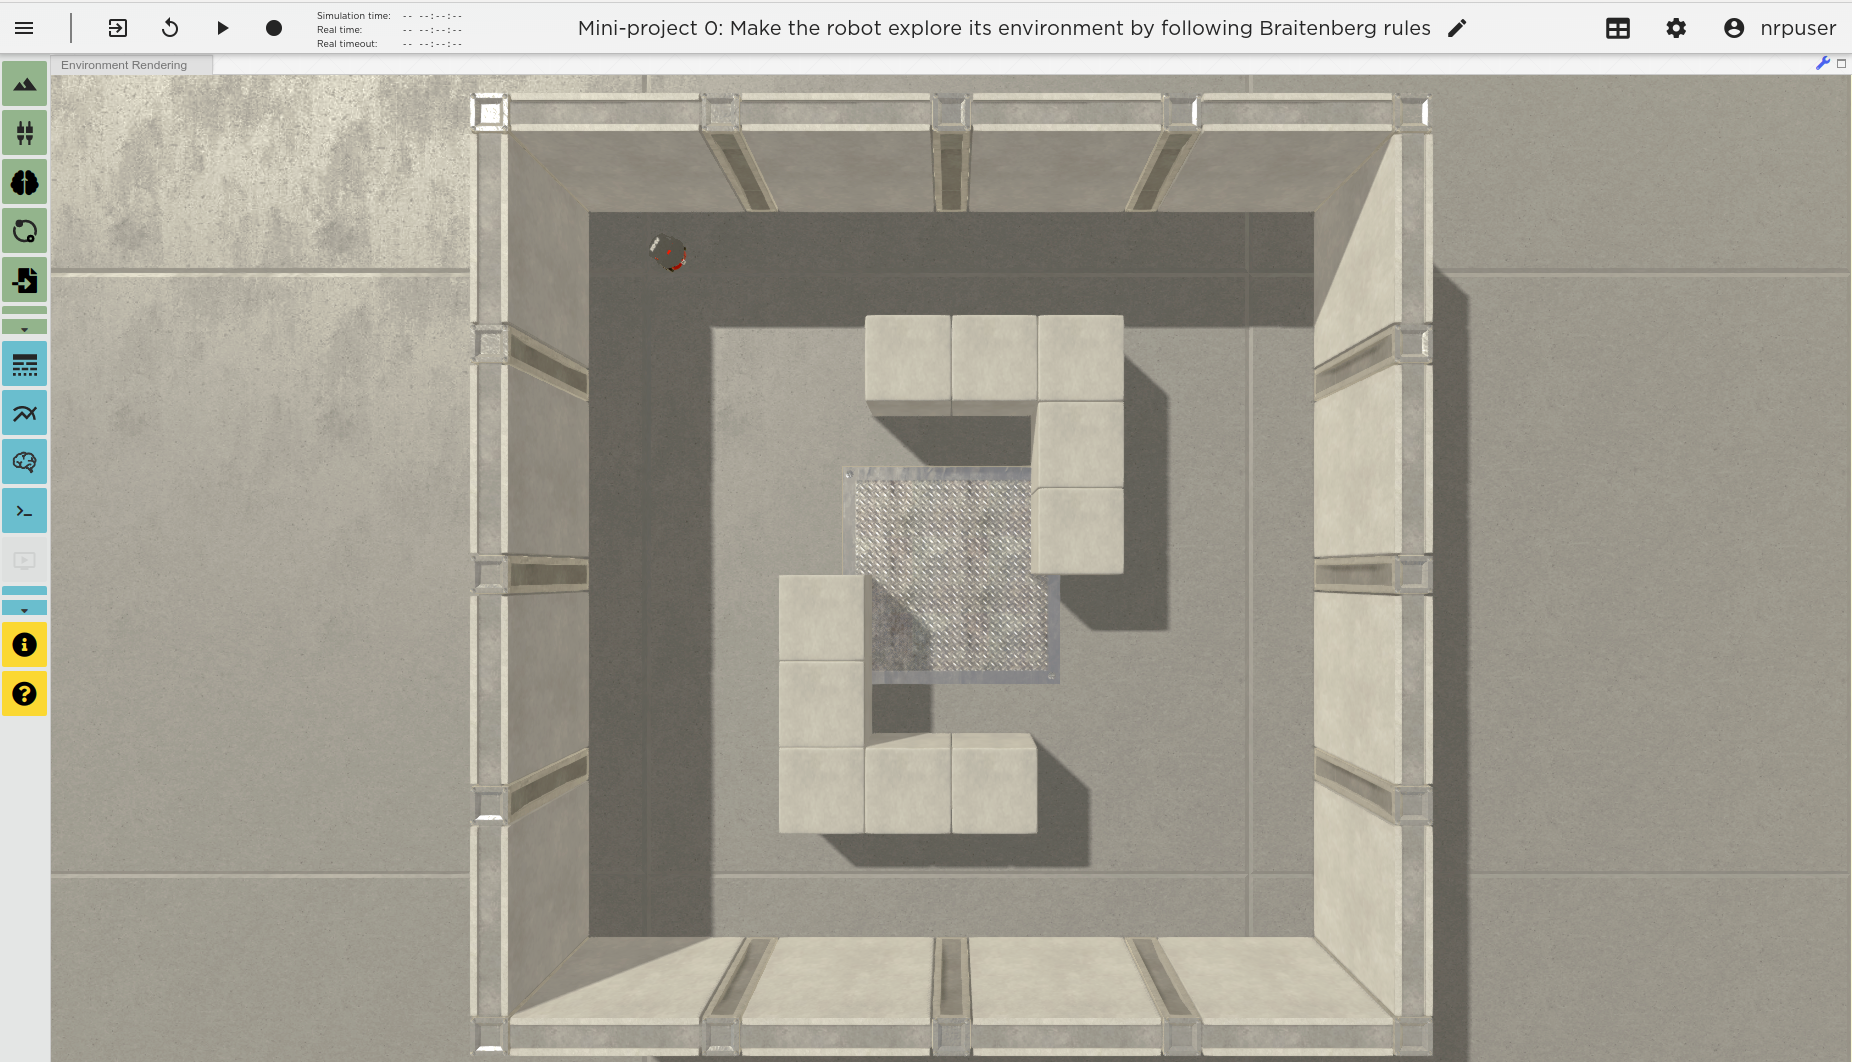 Simulation time: -- --:--:--
Real time: -- --:--:--
Real timeout: -- --:--:--
Mini-project 0: Make the robot explore its environment by following Braitenberg rules
nrpuser
Environment Rendering